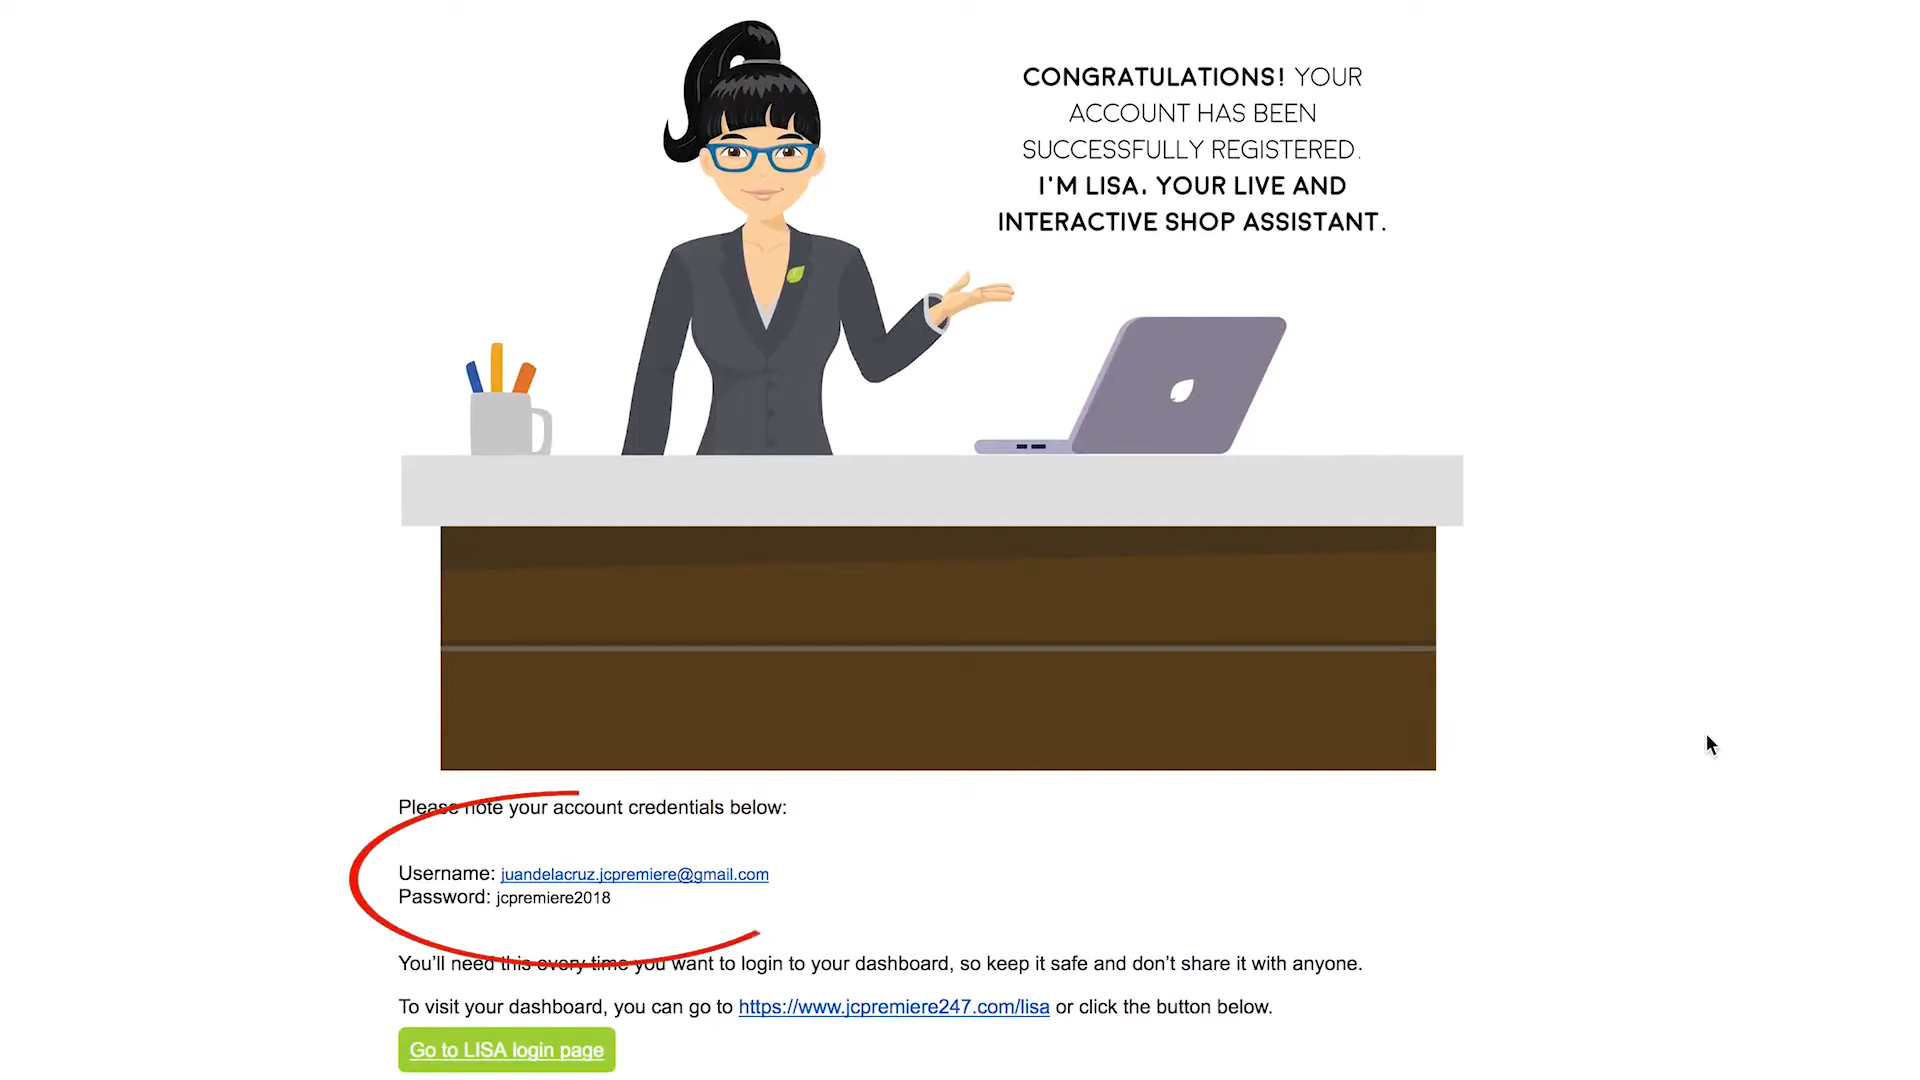 CONGRATULATIONS! YOUR
ACCOUNT HAS BEEN
SUCCESSFULLY REGISTERED.
I'M LISA. YOUR LIVE AND
INTERACTIVE SHOP ASSISTANT.
Please note your account credentials below:
Username: juandelacruz.jcpremiere@gmail.com
Password: jcpremiere2018
You'll need this every time you want to login to your dashboard, so keep it safe and don't share it with anyone.
To visit your dashboard, you can go to https://www.jcpremiere247.com/lisa or click the button below.
Go to LISA login page